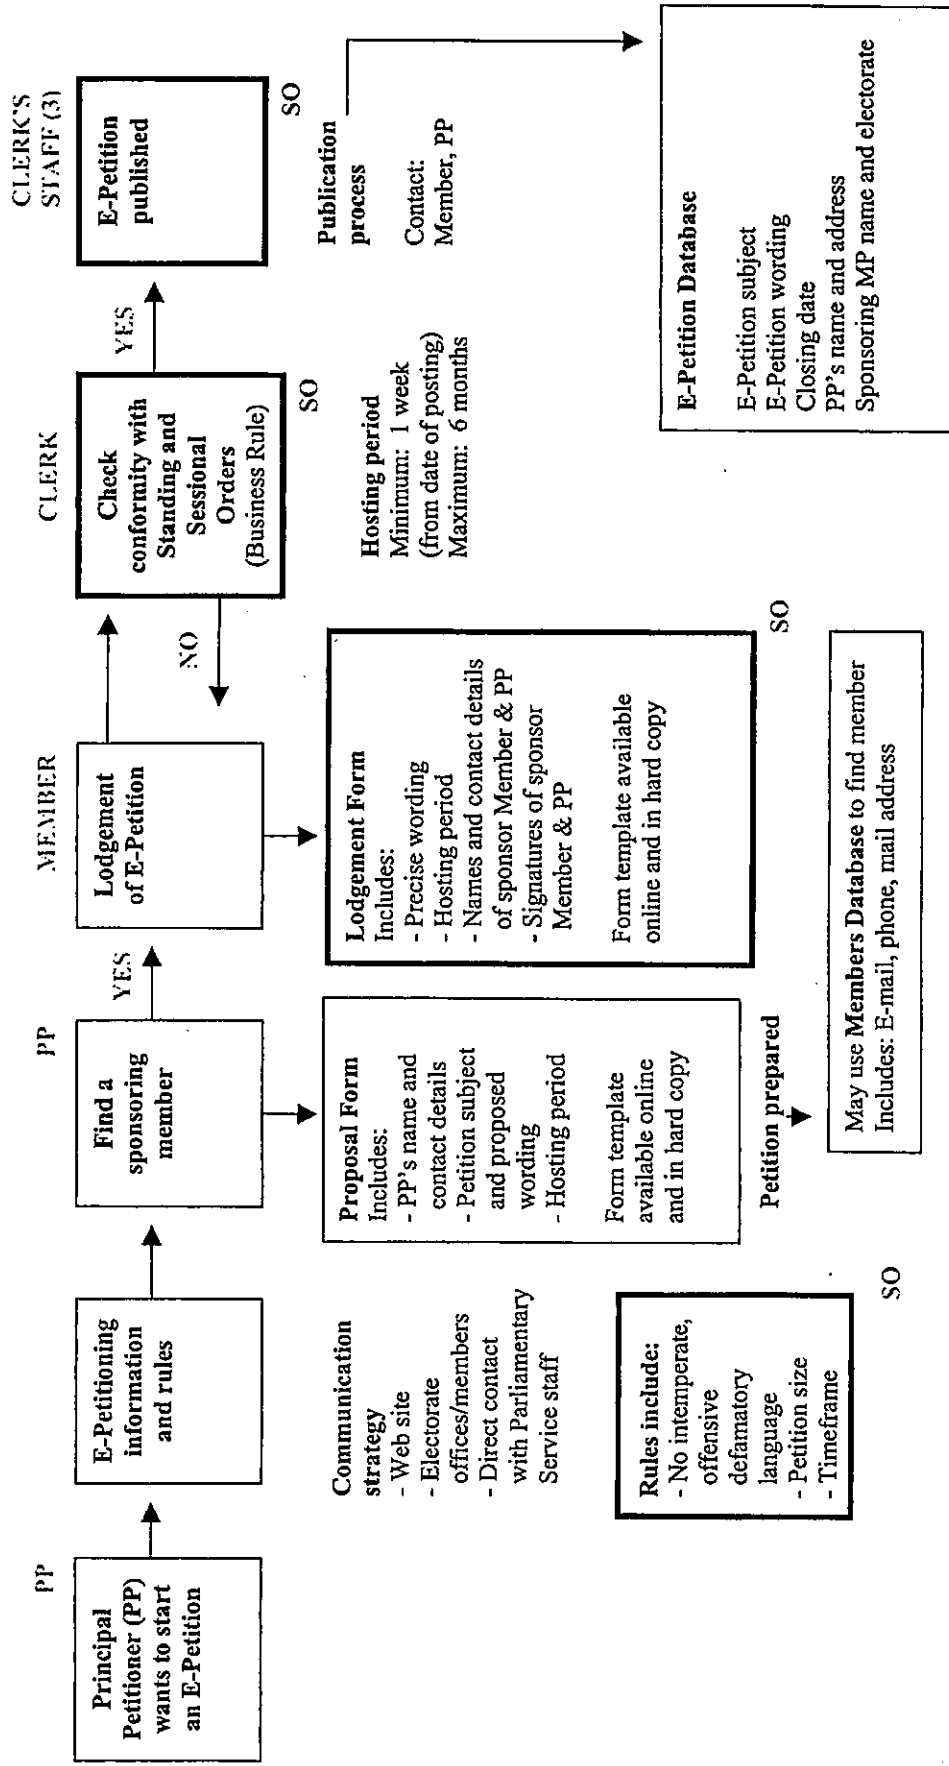 PP
Principal
Petitioner (PP)
wants to start
an E-Petition
E-Petitioning
information
and rules
Communication
strategy
- Web site
- Electorate
offices/members
- Direct contact
with Parliamentary
Service staff
Rules include:
- No intemperate,
offensive
defamatory
language
- Petition size
- Timeframe
SO
PP
Find a
sponsoring
member
YES
Proposal Form
Includes:
- PP's name and
contact details
- Petition subject
and proposed
wording
- Hosting period
Form template
available online
and in hard copy
Petition prepared
May use Members Database to find member
Includes: E-mail, phone, mail address
MEMBER
Lodgement
of E-Petition
NO
Lodgement Form
Includes:
- Precise wording
- Hosting period
- Names and contact details
of sponsor Member & PP
- Signatures of sponsor
Member & PP
Form template available
online and in hard copy
SO
CLERK
Check
conformity with
Standing and
Sessional
Orders
(Business Rule)
SO
YES
Hosting period
Minimum: 1 week
(from date of posting)
Maximum: 6 months
CLERK'S
STAFF (3)
E-Petition
published
SO
Publication
process
Contact:
Member, PP
E-Petition Database
E-Petition subject
E-Petition wording
Closing date
PP's name and address
Sponsoring MP name and electorate